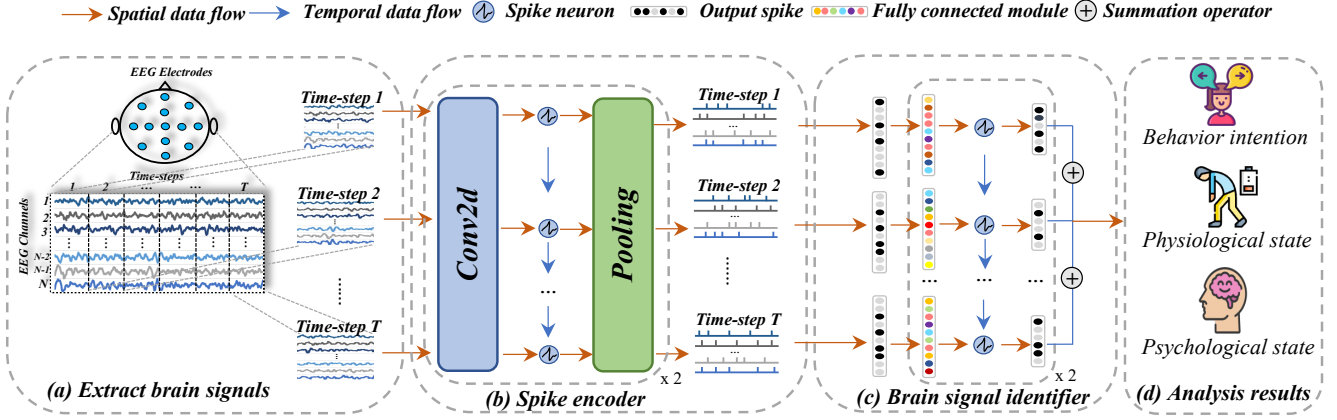 Spatial data flow Temporal data flow Spike neuron Output spike Fully connected module Summation operator
EEG Electrodes
Time-steps
1 2 ... ... T
EEG Channels
1
2
3
N-2
N-1
N
Time-step 1
Time-step 2
Time-step T
(a) Extract brain signals
Conv2d
...
Pooling
x 2
Time-step 1
...
Time-step 2
...
Time-step T
...
(b) Spike encoder
... ... ... ...
x 2
(c) Brain signal identifier
Behavior intention
Physiological state
Psychological state
(d) Analysis results